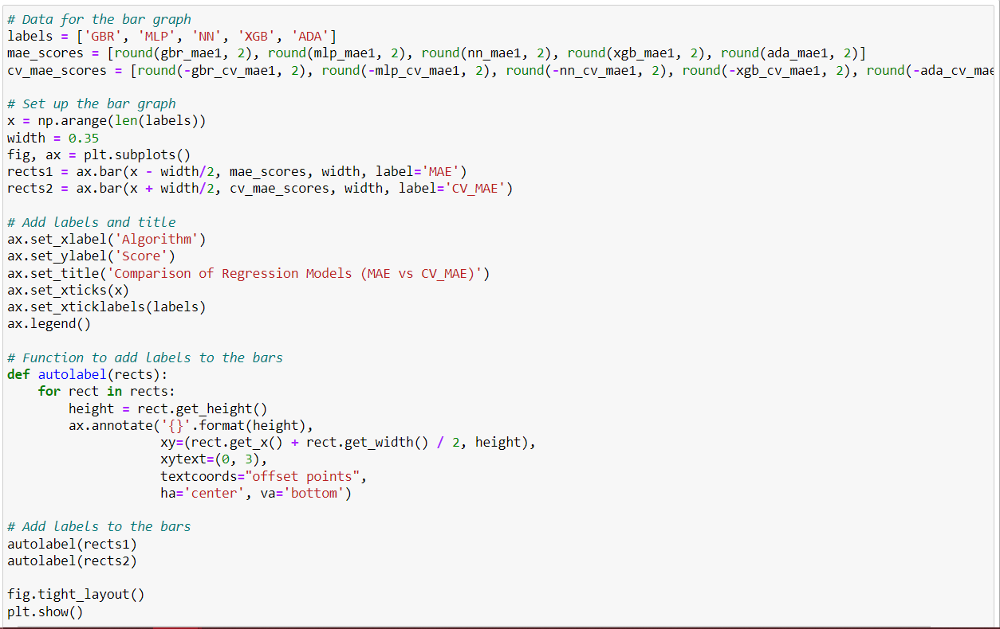 # Data for the bar graph
labels = ['GBR', 'MLP', 'NN', 'XGB', 'ADA']
mae_scores = [round(gbr_mae1, 2), round(mlp_mae1, 2), round(nn_mae1, 2), round(xgb_mae1, 2), round(ada_mae1, 2)]
cv_mae_scores = [round(-gbr_cv_mae1, 2), round(-mlp_cv_mae1, 2), round(-nn_cv_mae1, 2), round(-xgb_cv_mae1, 2), round(-ada_cv_mae
# Set up the bar graph
x = np.arange(len(labels))
width = 0.35
fig, ax = plt.subplots()
rects1 = ax.bar(x - width/2, mae_scores, width, label='MAE')
rects2 = ax.bar(x + width/2, cv_mae_scores, width, label='CV_MAE')
# Add labels and title
ax.set_xlabel('Algorithm')
ax.set_ylabel('Score')
ax.set_title('Comparison of Regression Models (MAE vs CV_MAE)')
ax.set_xticks(x)
ax.set_xticklabels(labels)
ax.legend()
# Function to add labels to the bars
def autolabel(rects):
    for rect in rects:
        height = rect.get_height()
        ax.annotate('{}'.format(height),
                    xy=(rect.get_x() + rect.get_width() / 2, height),
                    xytext=(0, 3),
                    textcoords="offset points",
                    ha='center', va='bottom')
# Add labels to the bars
autolabel(rects1)
autolabel(rects2)
fig.tight_layout()
plt.show()